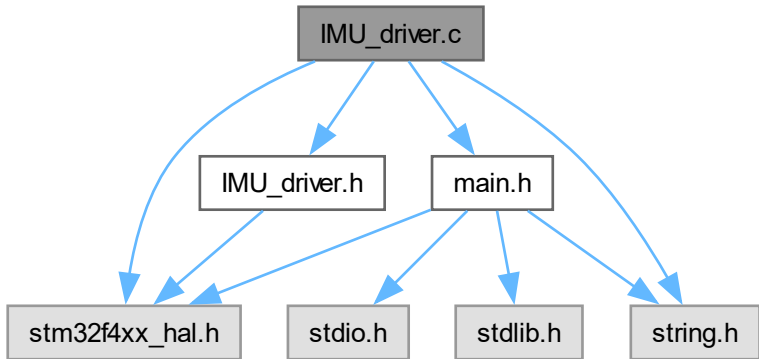 IMU_driver.c
IMU_driver.h
main.h
stm32f4xx_hal.h
stdio.h
stdlib.h
string.h